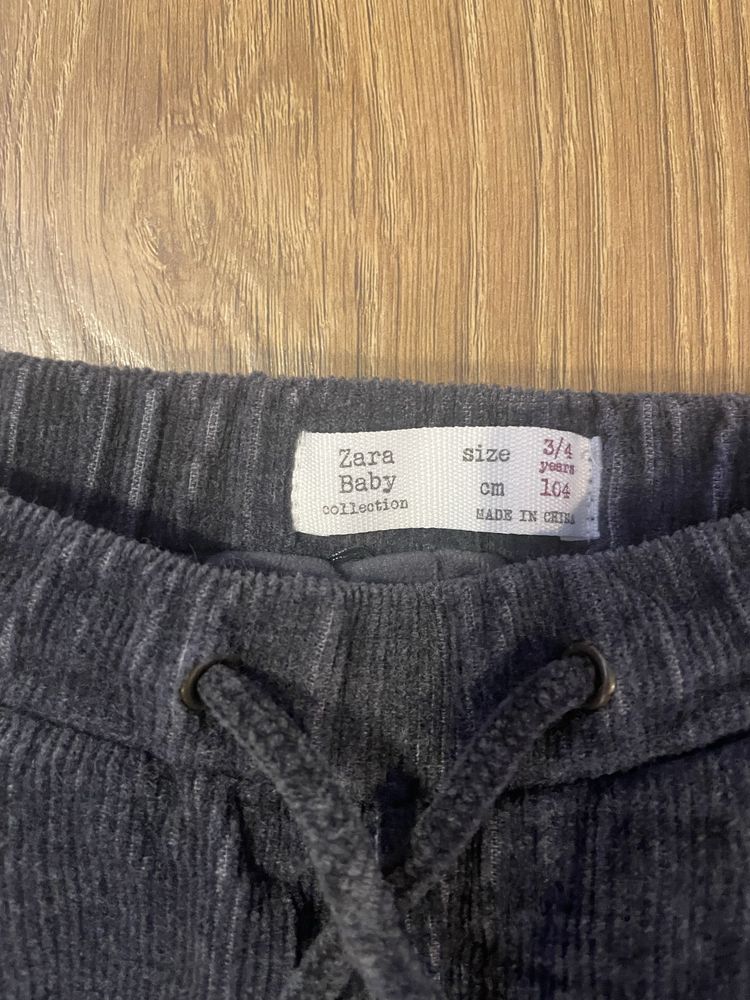 Zara
Baby
collection
size 3/4
years
cm 104
MADE IN CHINA